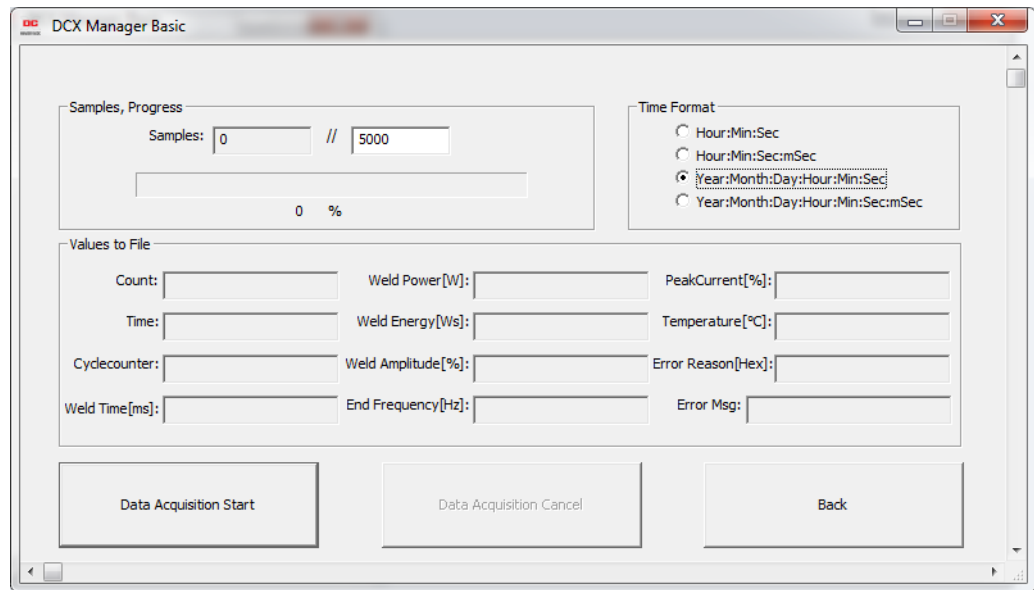 DC
DCX Manager Basic
Samples, Progress
Samples: 0 // 5000
0 %
Time Format
Hour:Min:Sec
Hour:Min:Sec:mSec
Year:Month:Day:Hour:Min:Sec
Year:Month:Day:Hour:Min:Sec:mSec
Values to File
Count: Weld Power[W]: PeakCurrent[%]:
Time: Weld Energy[Ws]: Temperature[°C]:
Cyclecounter: Weld Amplitude[%]: Error Reason[Hex]:
Weld Time[ms]: End Frequency[Hz]: Error Msg:
Data Acquisition Start Data Acquisition Cancel Back